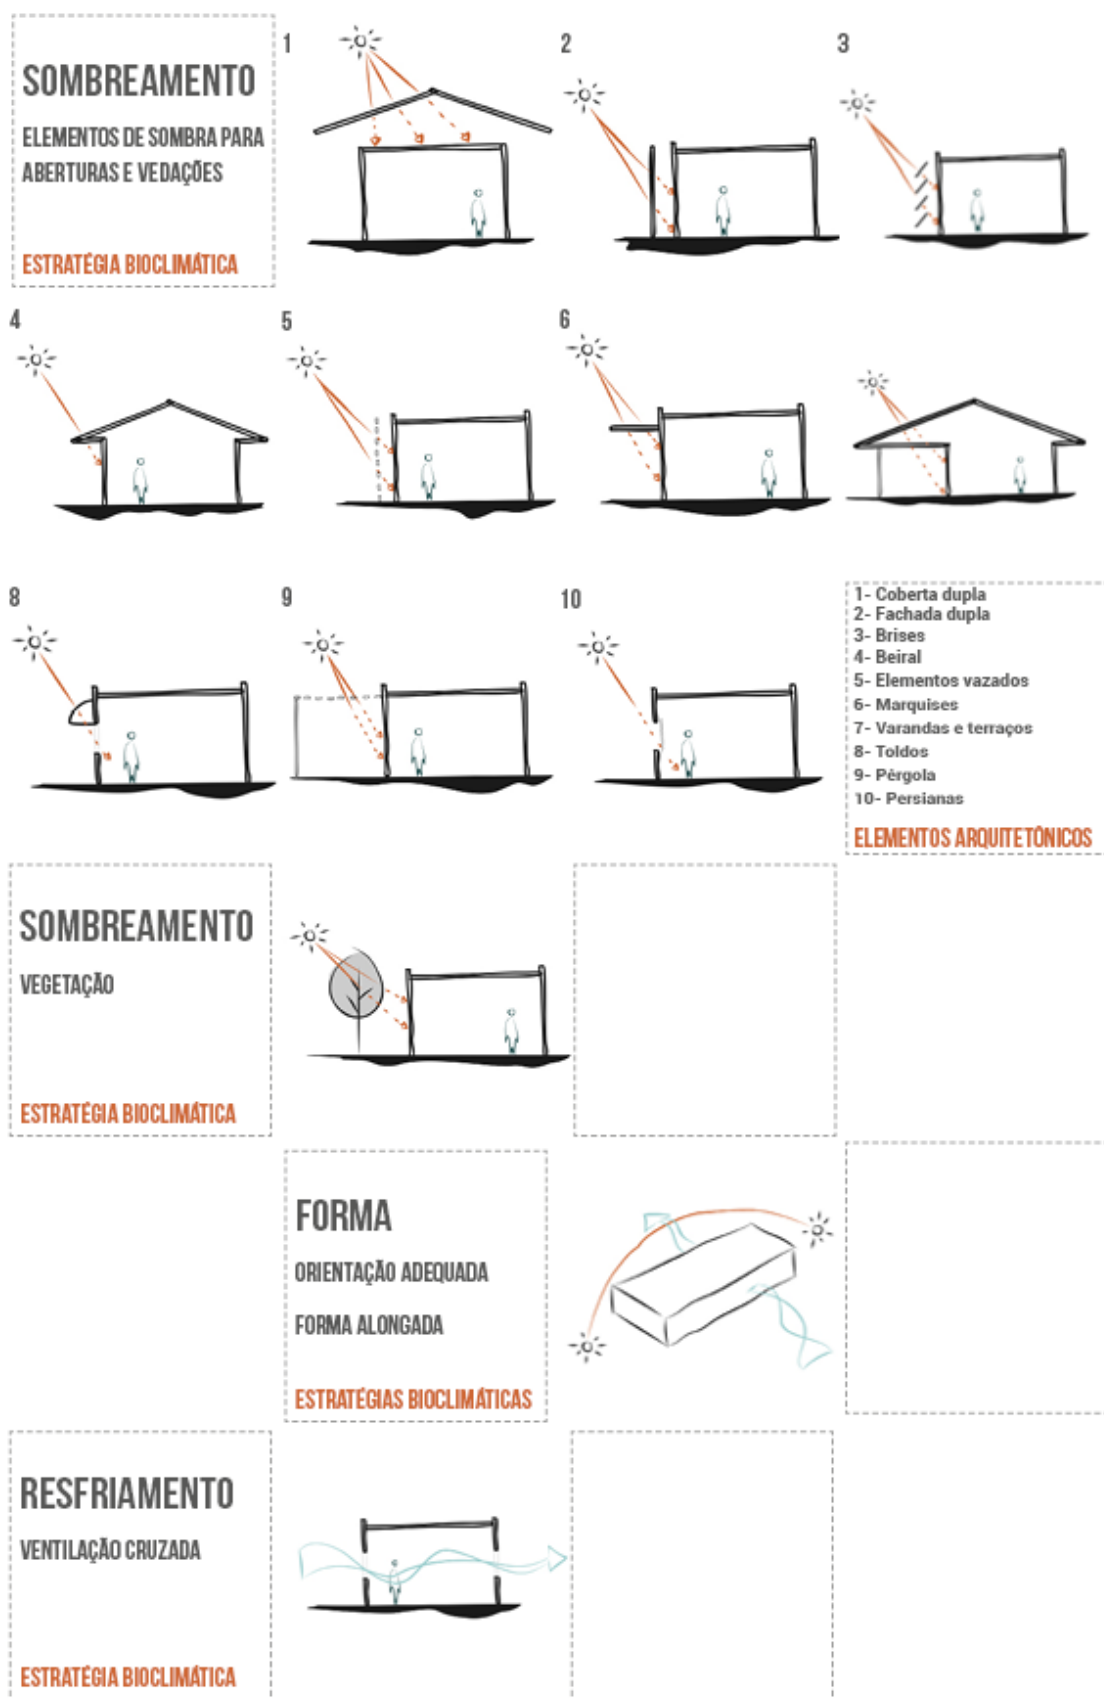 SOMBREAMENTO
ELEMENTOS DE SOMBRA PARA
ABERTURAS E VEDAÇÕES
ESTRATÉGIA BIOCLIMÁTICA
1
2
3
4
5
6
8
9
10
1- Coberta dupla
2- Fachada dupla
3- Brises
4- Beiral
5- Elementos vazados
6- Marquises
7- Varandas e terraços
8- Toldos
9- Pérgola
10- Persianas
ELEMENTOS ARQUITETÔNICOS
SOMBREAMENTO
VEGETAÇÃO
ESTRATÉGIA BIOCLIMÁTICA
FORMA
ORIENTAÇÃO ADEQUADA
FORMA ALONGADA
ESTRATÉGIAS BIOCLIMÁTICAS
RESFRIAMENTO
VENTILAÇÃO CRUZADA
ESTRATÉGIA BIOCLIMÁTICA